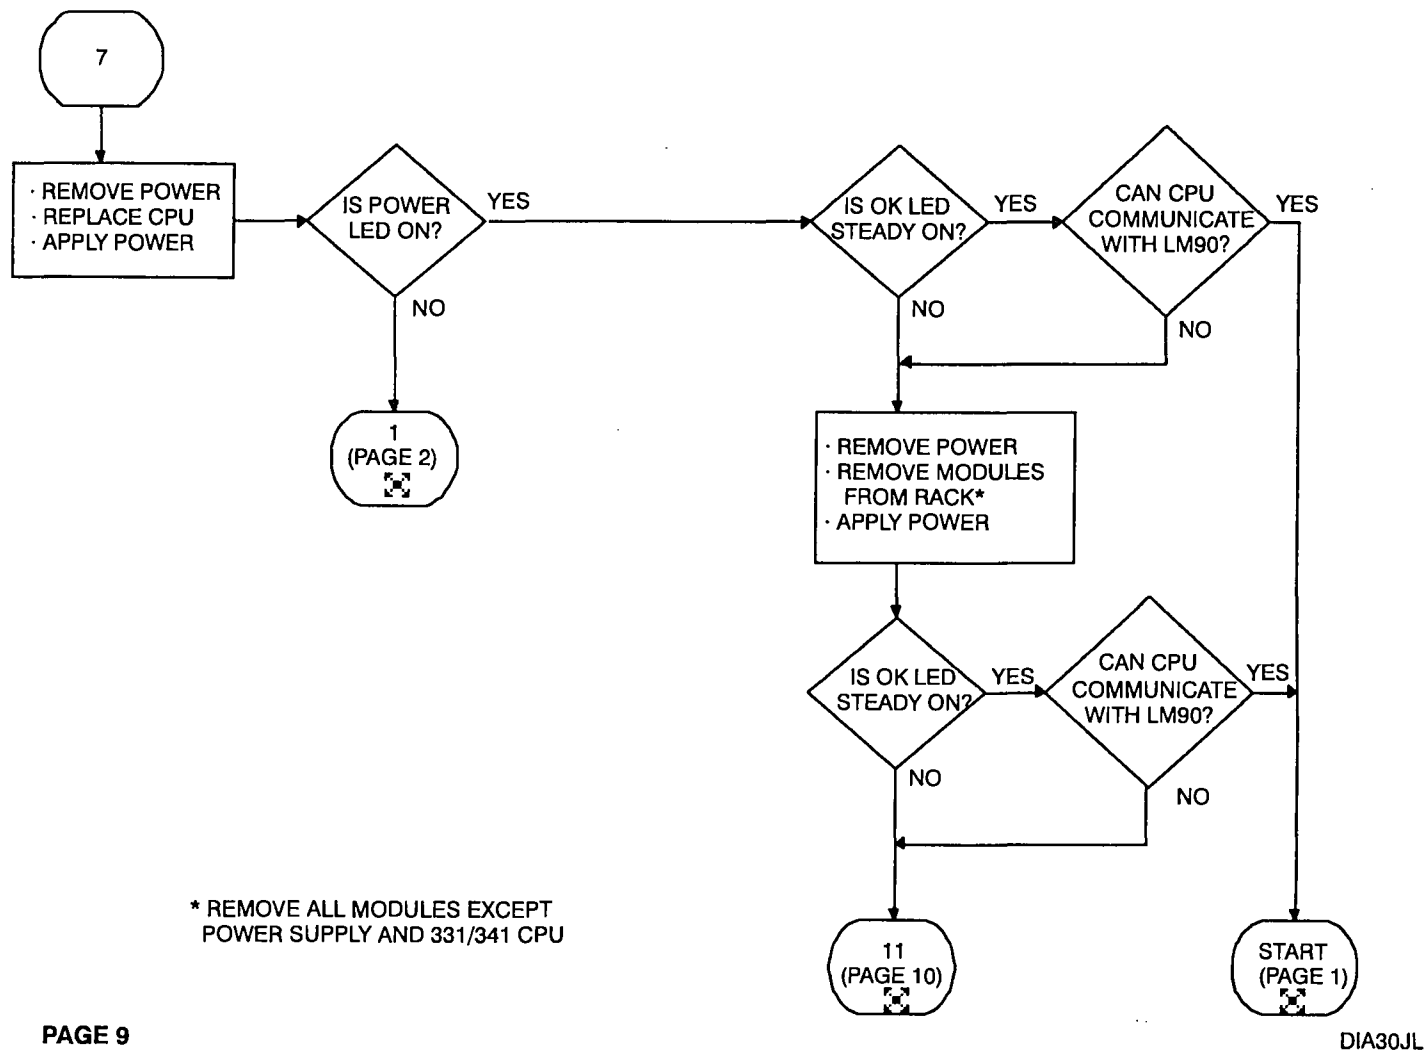 7
· REMOVE POWER
· REPLACE CPU
· APPLY POWER
IS POWER
LED ON?
YES
NO
1
(PAGE 2)
IS OK LED
STEADY ON?
YES
NO
CAN CPU
COMMUNICATE
WITH LM90?
YES
NO
· REMOVE POWER
· REMOVE MODULES
FROM RACK*
· APPLY POWER
IS OK LED
STEADY ON?
YES
NO
CAN CPU
COMMUNICATE
WITH LM90?
YES
NO
* REMOVE ALL MODULES EXCEPT
POWER SUPPLY AND 331/341 CPU
11
(PAGE 10)
START
(PAGE 1)
PAGE 9
DIA30JL